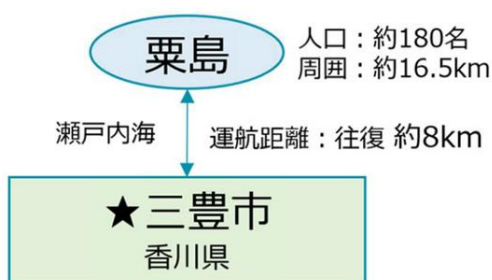 粟島
人口：約180名
周囲：約16.5km
瀬戸内海
運航距離：往復 約8km
★三豊市
香川県